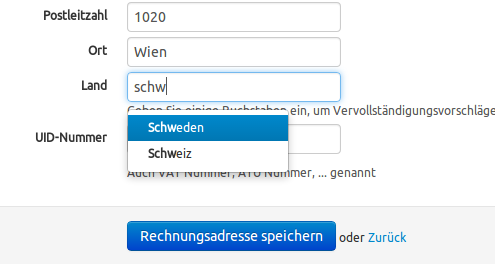 Postleitzahl 1020
Ort Wien
Land schw
Geben Sie einige Buchstaben ein, um Vervollständigungsvorschläge
Schweden
UID-Nummer
Schweiz
Auch VAT Nummer, ATU Nummer, ... genannt
Rechnungsadresse speichern oder Zurück